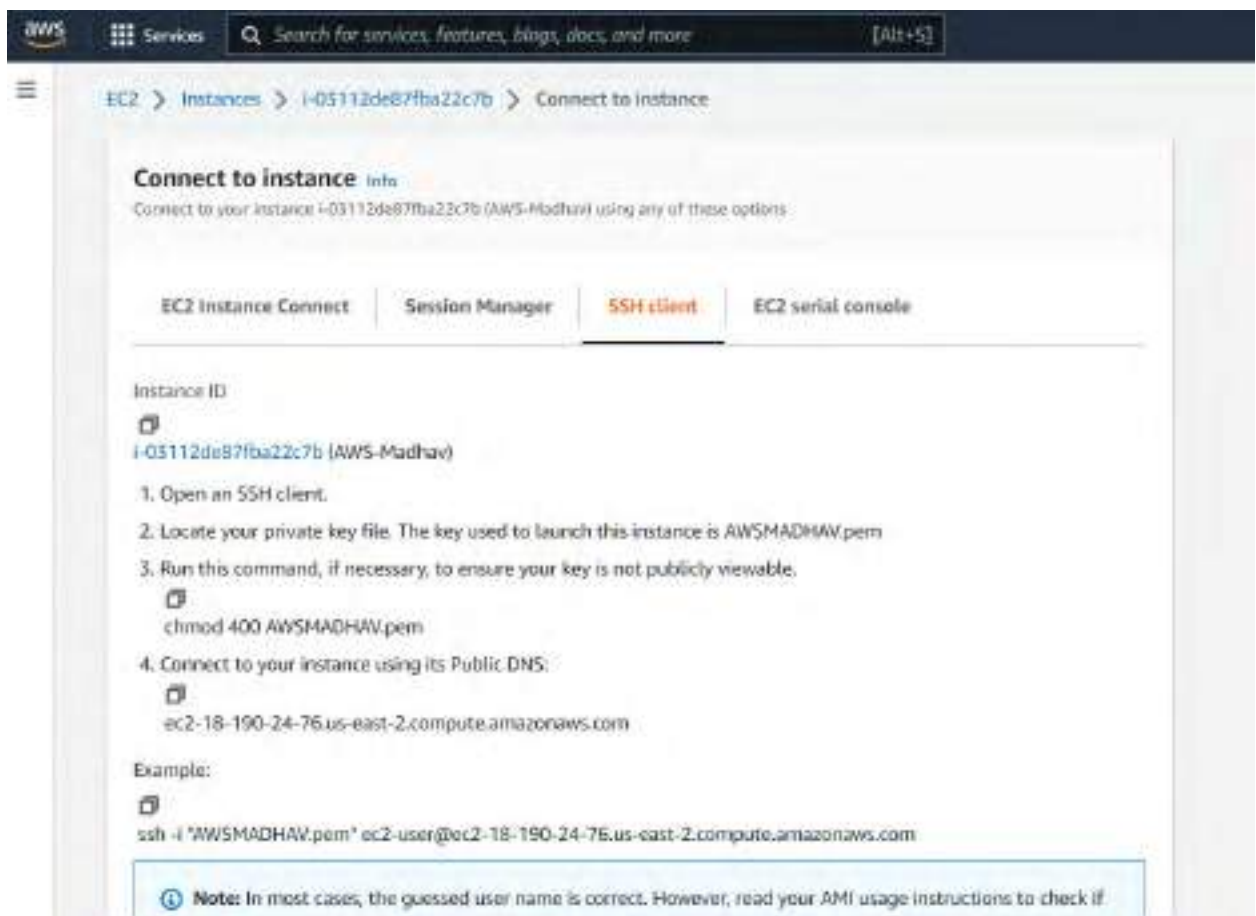 aws Services Search for services, features, blogs, docs, and more [Alt+S]
EC2 > Instances > i-03112de87fba22c7b > Connect to instance
Connect to instance Info
Connect to your instance i-03112de87fba22c7b (AWS-Madhav) using any of these options
EC2 Instance Connect Session Manager SSH client EC2 serial console
Instance ID
i-03112de87fba22c7b (AWS-Madhav)
1. Open an SSH client.
2. Locate your private key file. The key used to launch this instance is AWSMADHAV.pem
3. Run this command, if necessary, to ensure your key is not publicly viewable.
chmod 400 AWSMADHAV.pem
4. Connect to your instance using its Public DNS:
ec2-18-190-24-76.us-east-2.compute.amazonaws.com
Example:
ssh -i "AWSMADHAV.pem" ec2-user@ec2-18-190-24-76.us-east-2.compute.amazonaws.com
Note: In most cases, the guessed user name is correct. However, read your AMI usage instructions to check if